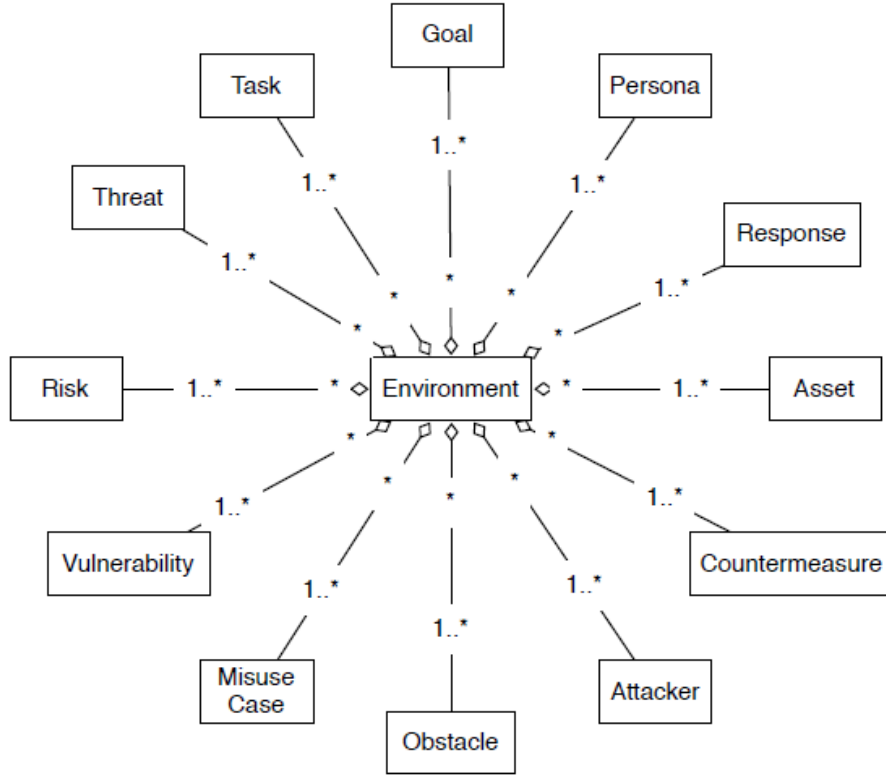 Goal
Task
Persona
1..*
1..*
1..*
Threat
Response
1..*
1..*
*
*
*
*
*
Risk
1..*
*
Environment
*
1..*
Asset
*
*
*
*
*
1..*
1..*
Vulnerability
Countermeasure
1..*
1..*
1..*
Misuse
Case
Attacker
Obstacle